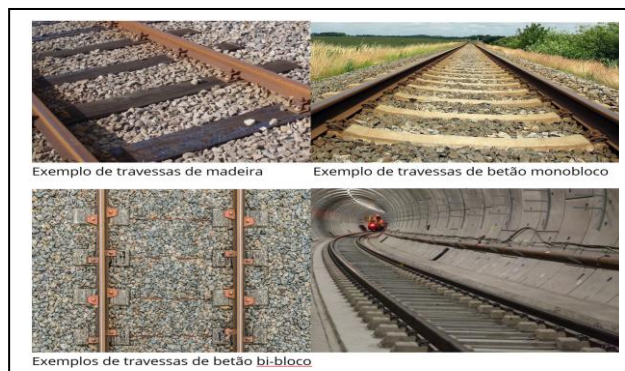 Exemplo de travessas de madeira
Exemplo de travessas de betão monobloco
Exemplos de travessas de betão bi-bloco